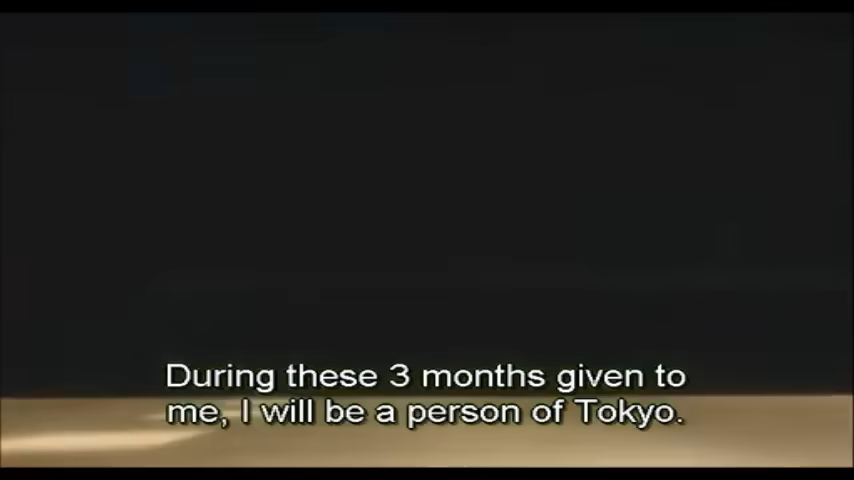 During these 3 months given to
me, I will be a person of Tokyo.